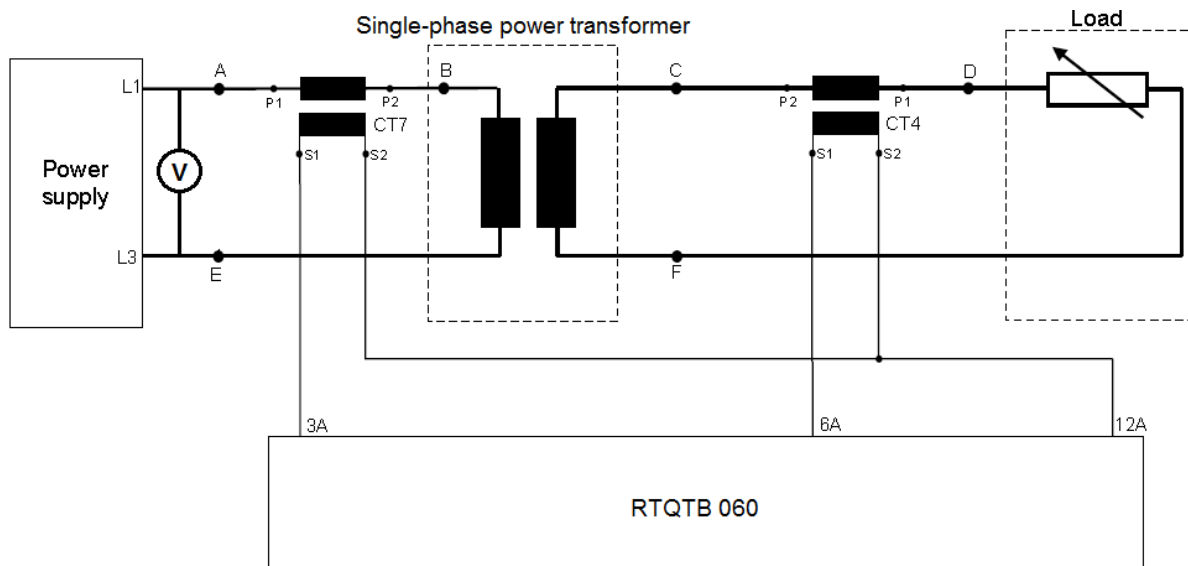 Single-phase power transformer
Load
L1
A
P1
P2
B
C
P2
P1
D
CT7
CT4
S1
S2
S1
S2
V
Power
supply
L3
E
F
3A
6A
12A
RTQTB 060